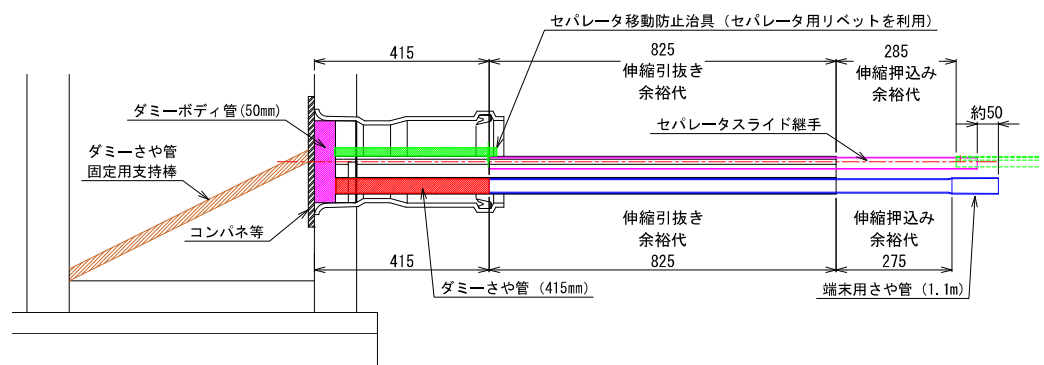 セパレータ移動防止治具（セパレータ用リベットを利用）
415
825
285
伸縮引抜き
余裕代
伸縮押込み
余裕代
ダミーボディ管(50mm)
セパレータスライド継手
約50
ダミーさや管
固定用支持棒
コンパネ等
伸縮引抜き
余裕代
伸縮押込み
余裕代
415
825
275
ダミーさや管（415mm）
端末用さや管（1.1m）